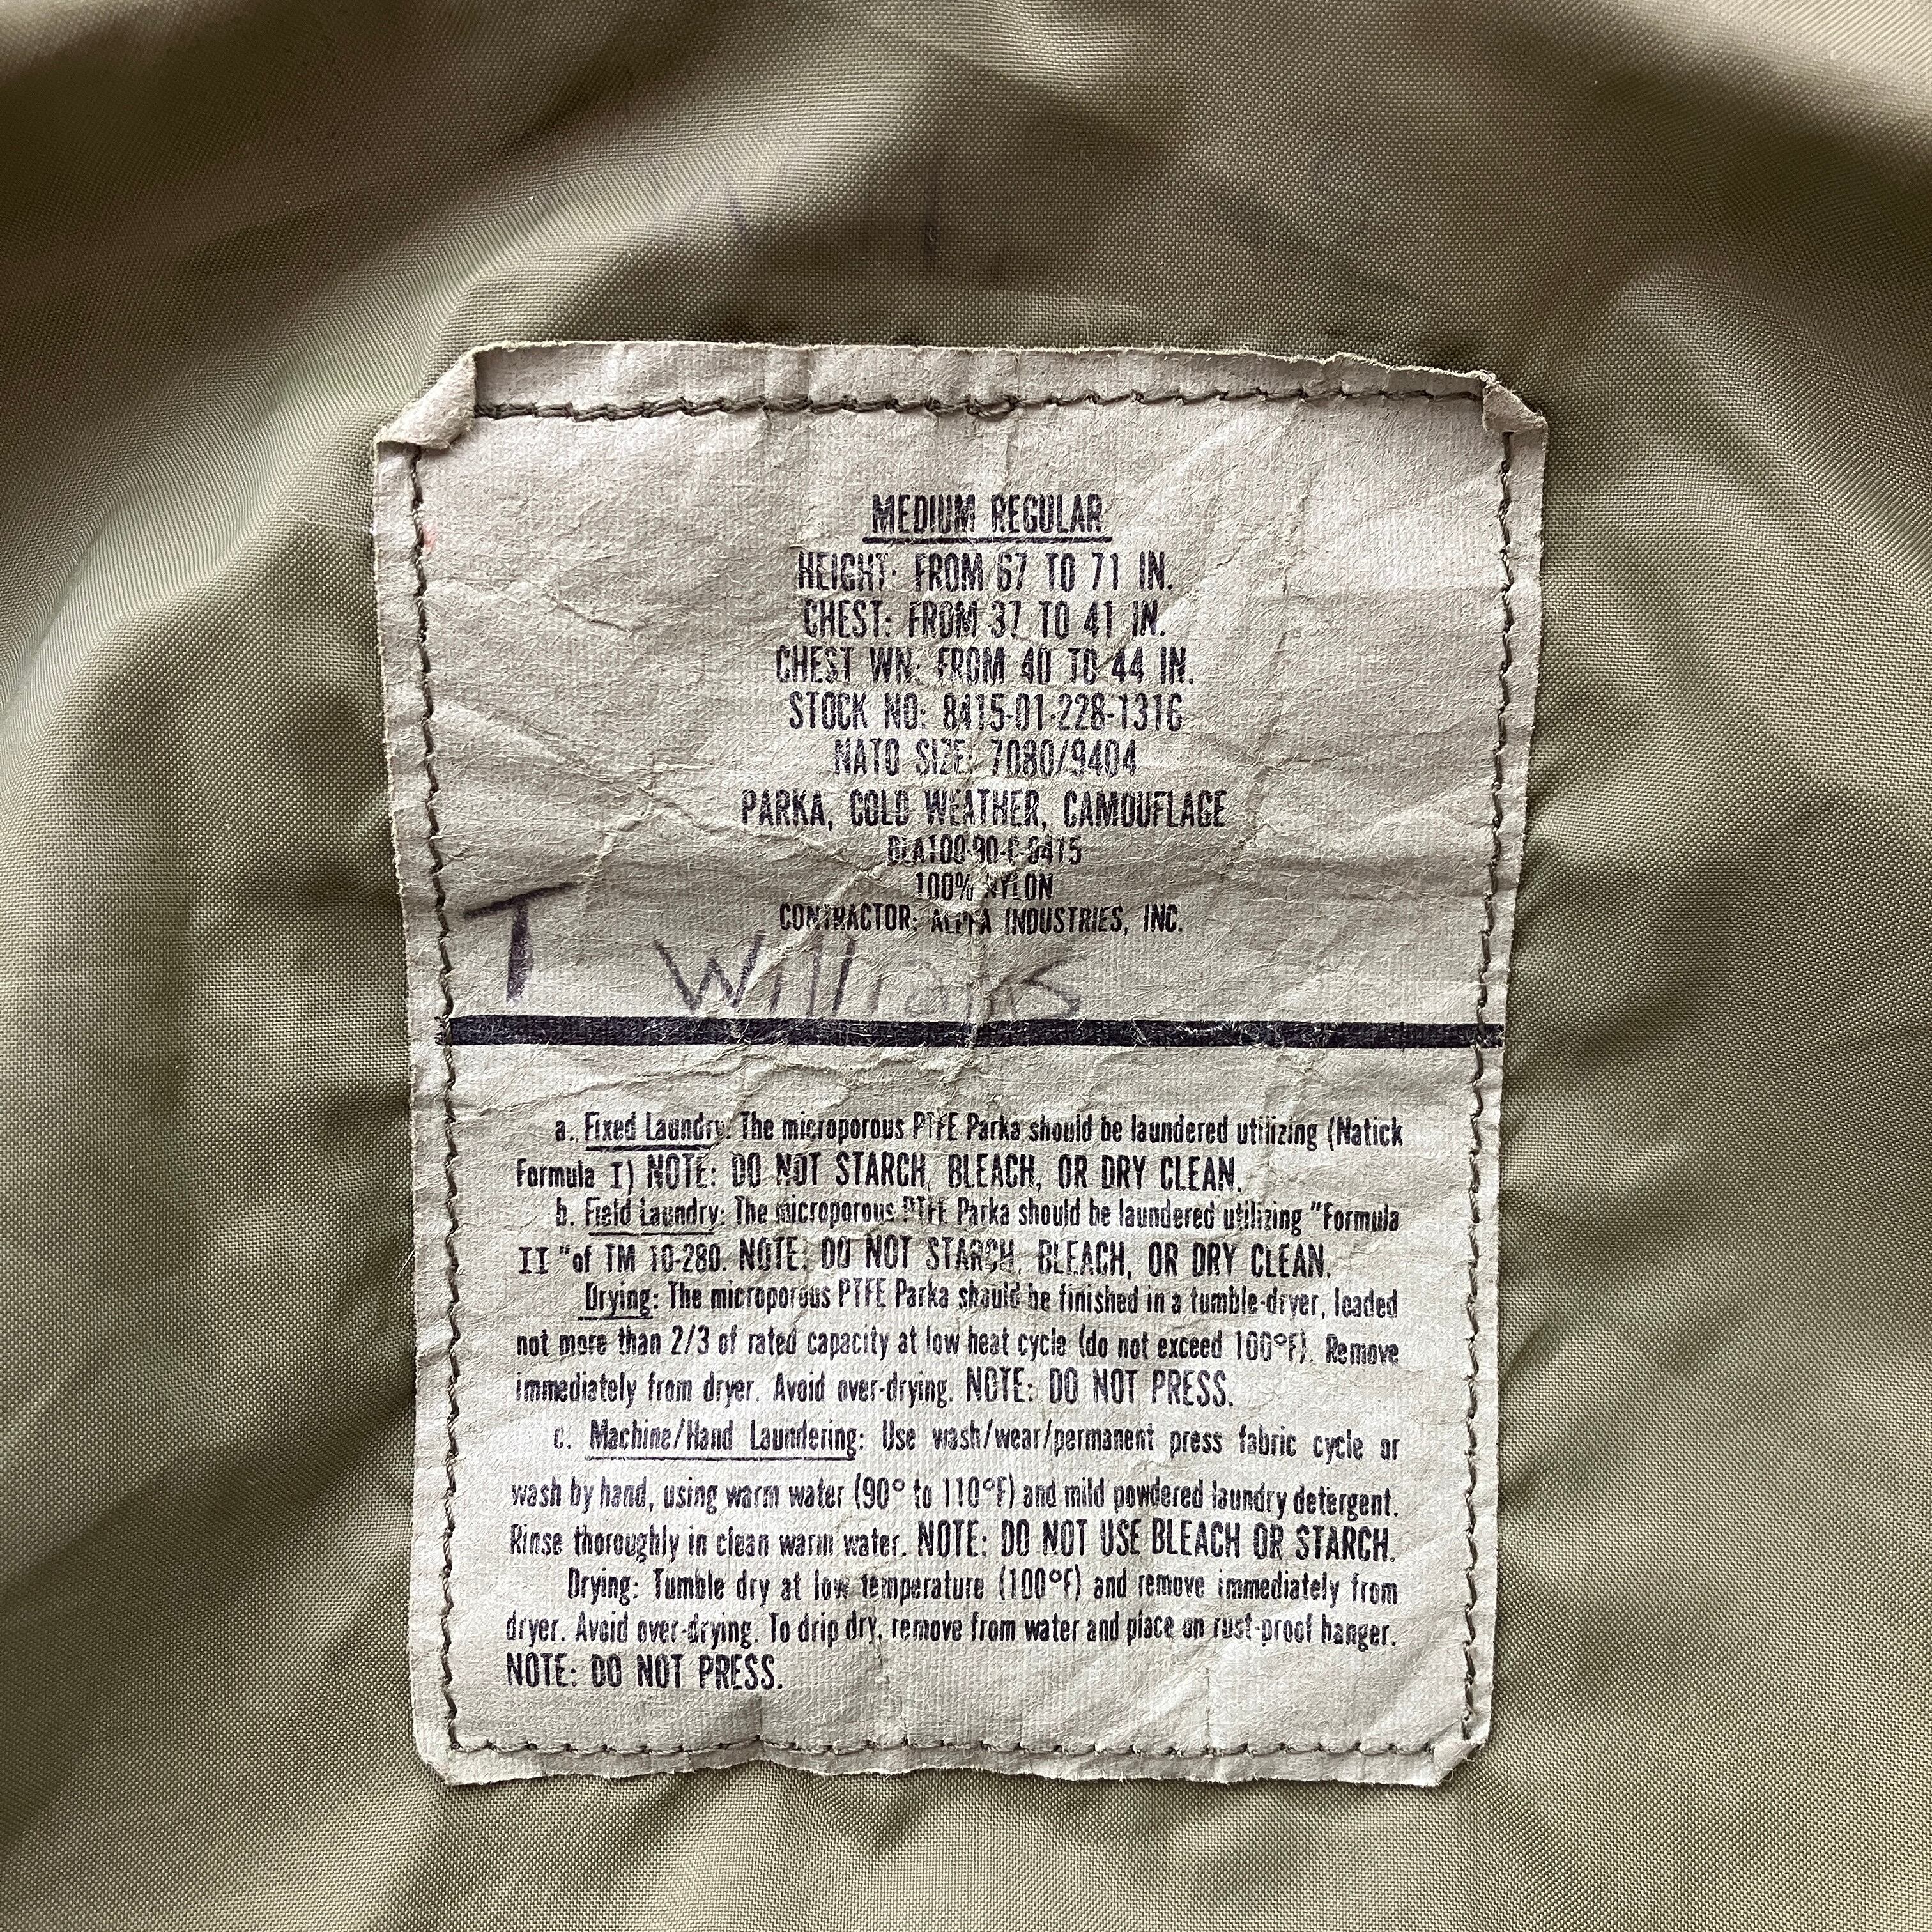 MEDIUM REGULAR
HEIGHT: FROM 67 TO 71 IN.
CHEST: FROM 37 TO 41 IN.
CHEST WN: FROM 40 TO 44 IN.
STOCK NO: 8415-01-228-1316
NATO SIZE: 7080/9404
PARKA, COLD WEATHER, CAMOUFLAGE
DLA100-90-C-0475
100% NYLON
CONTRACTOR: ALPHA INDUSTRIES, INC.
T Williams
a. Fixed Laundry: The microporous PTFE Parka should be laundered utilizing (Natick
Formula I) NOTE: DO NOT STARCH, BLEACH, OR DRY CLEAN.
b. Field Laundry: The microporous PTFE Parka should be laundered utilizing "Formula
II "of TM 10-280. NOTE: DO NOT STARCH, BLEACH, OR DRY CLEAN.
Drying: The microporous PTFE Parka should be finished in a tumble-dryer, loaded
not more than 2/3 of rated capacity at low heat cycle (do not exceed 100°F). Remove
immediately from dryer. Avoid over-drying. NOTE: DO NOT PRESS.
c. Machine/Hand Laundering: Use wash/wear/permanent press fabric cycle or
wash by hand, using warm water (90° to 110°F) and mild powdered laundry detergent.
Rinse thoroughly in clean warm water. NOTE: DO NOT USE BLEACH OR STARCH.
Drying: Tumble dry at low temperature (100°F) and remove immediately from
dryer. Avoid over-drying. To drip dry, remove from water and place on rust-proof hanger.
NOTE: DO NOT PRESS.